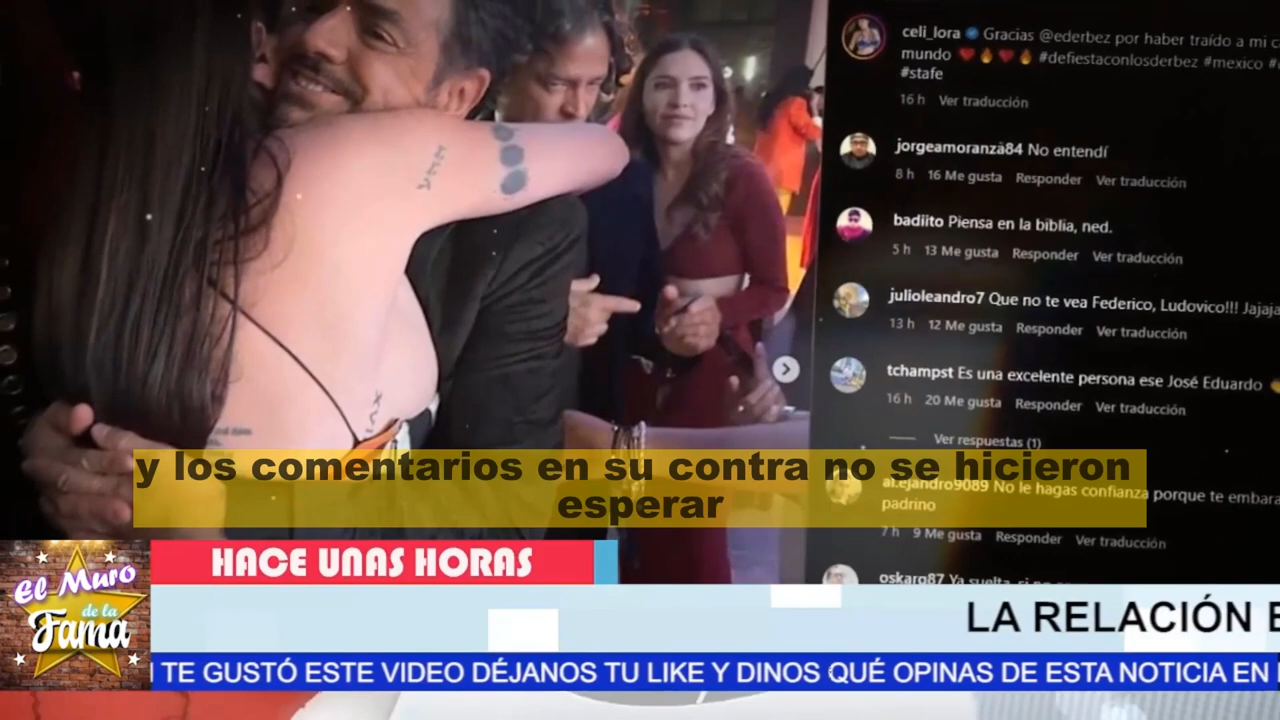 celi_lora Gracias @ederbez por haber traído a mi
mundo ❤️🔥❤️🔥 #defiestaconlosderbez #mexico
#stafe
16 h Ver traducción
jorgeamoranza84 No entendí
8 h 16 Me gusta Responder Ver traducción
badiito Piensa en la biblia, ned.
5 h 13 Me gusta Responder Ver traducción
julioleandro7 Que no te vea Federico, Ludovico!!! Jajaja
13 h 12 Me gusta Responder Ver traducción
tchampst Es una excelente persona ese José Eduardo
16 h 20 Me gusta Responder Ver traducción
Ver respuestas (1)
y los comentarios en su contra no se hicieron
esperar
alejandro9089 No le hagas confianza porque te
padrino
7 h 9 Me gusta Responder Ver traducción
oskarg87 Ya suelta,
HACE UNAS HORAS
El Muro
de la
Fama
LA RELACIÓN
TE GUSTÓ ESTE VIDEO DÉJANOS TU LIKE Y DINOS QUÉ OPINAS DE ESTA NOTICIA EN